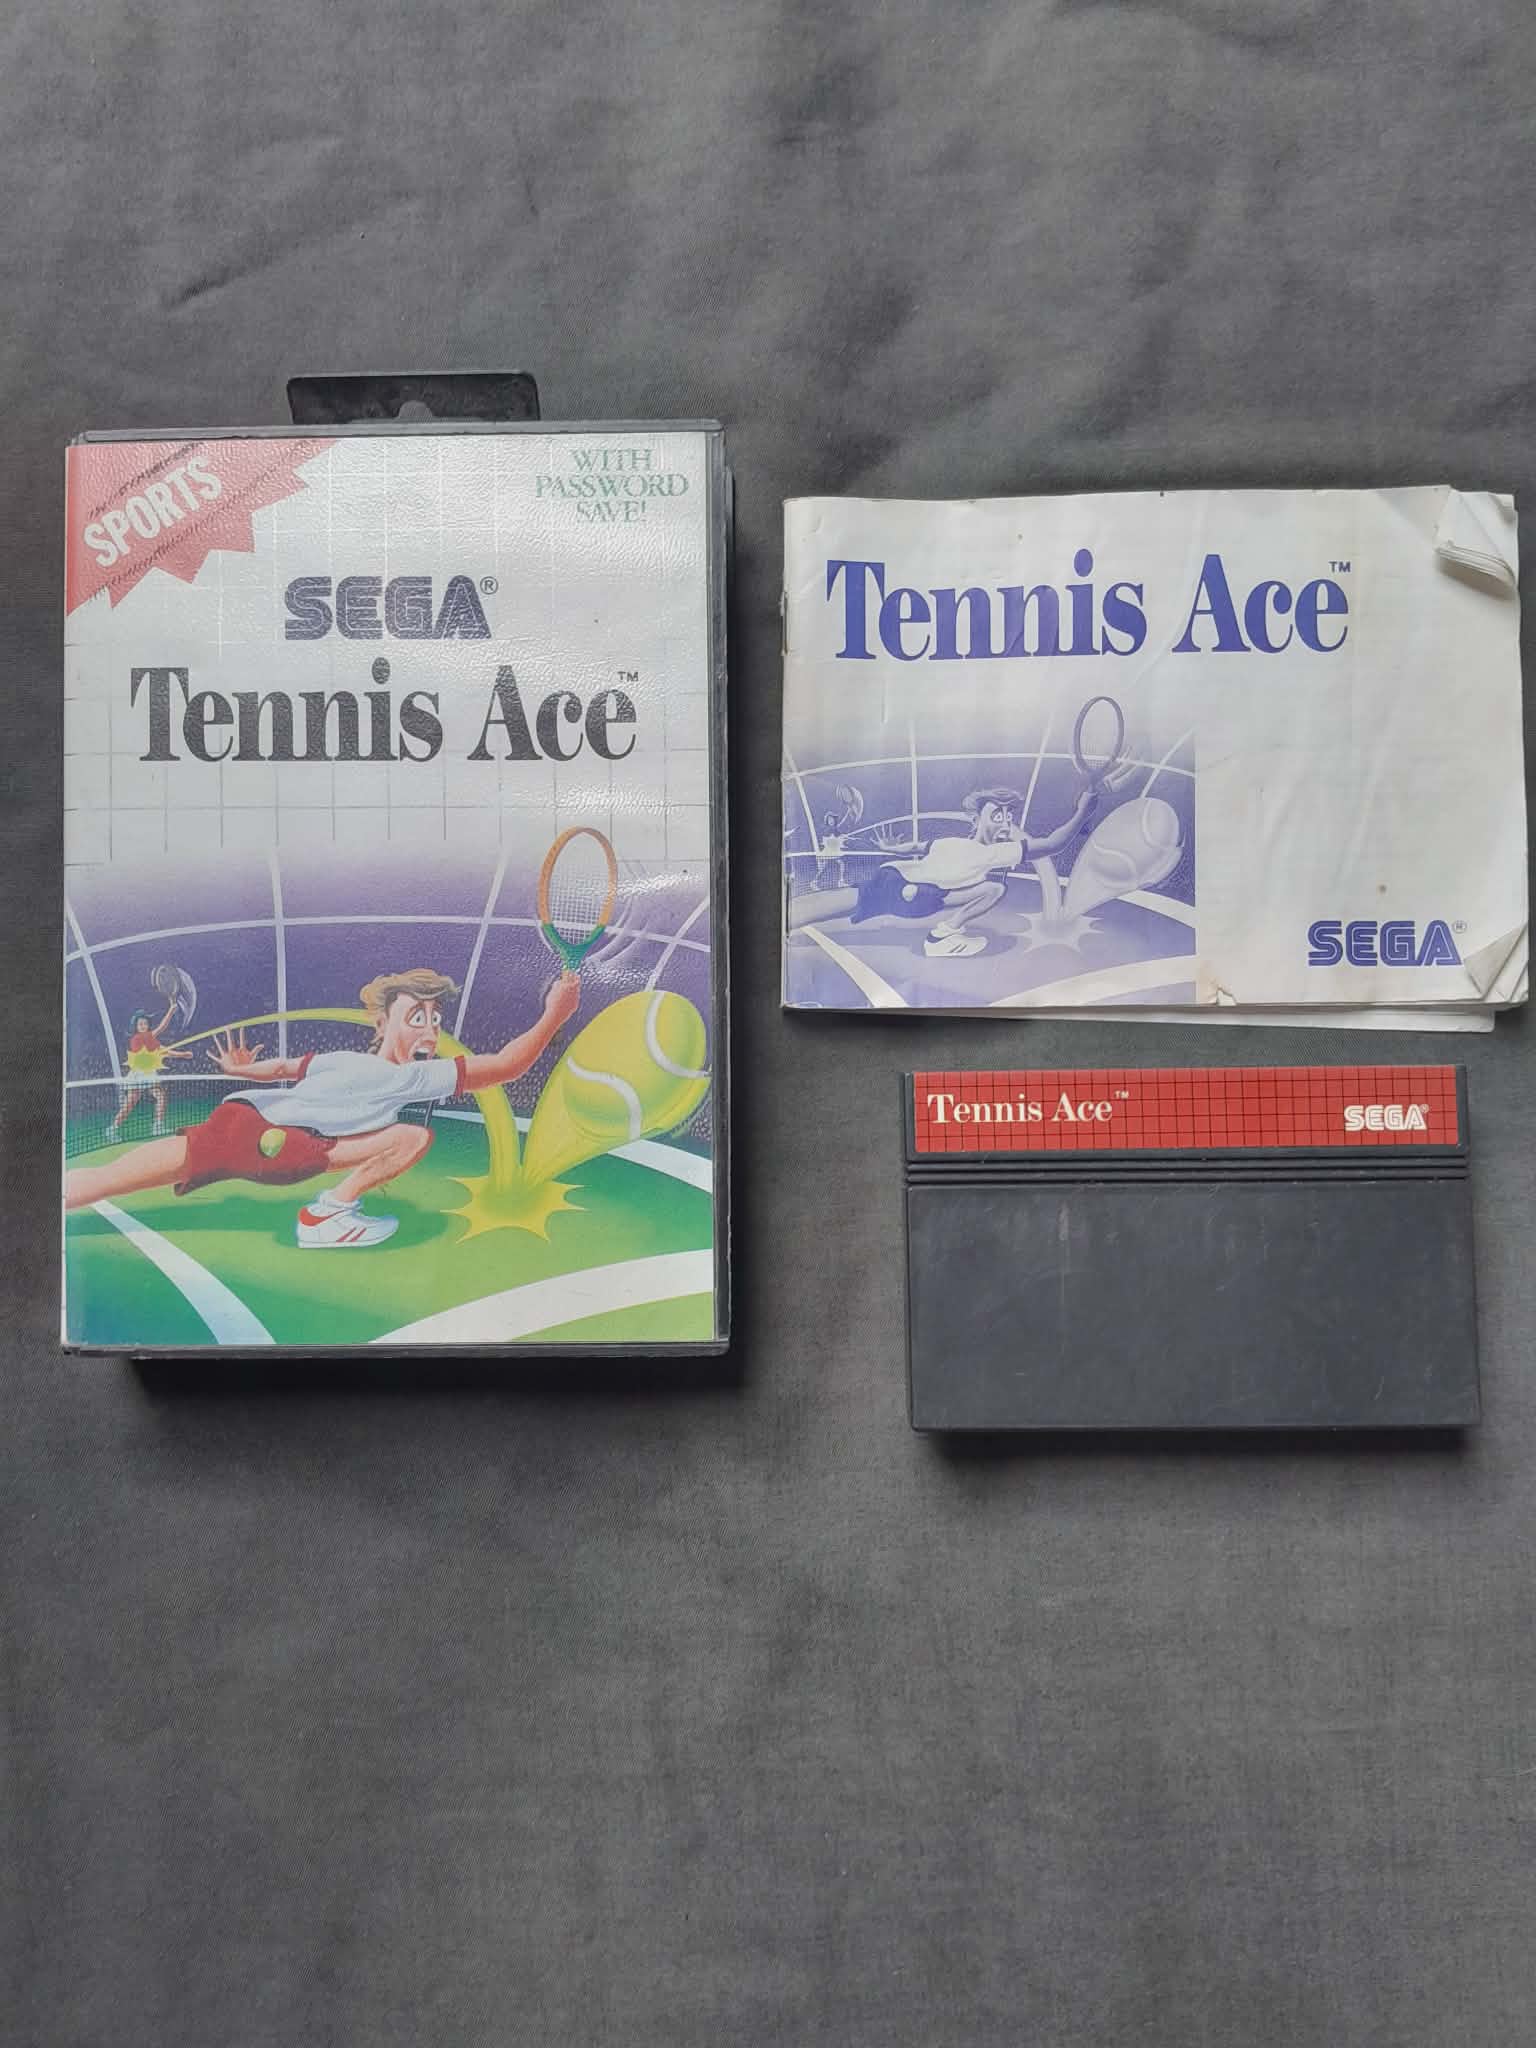 SPORTS
WITH
PASSWORD
SAVE!
SEGA®
Tennis Ace™
Tennis Ace™
SEGA®
Tennis Ace™
SEGA®